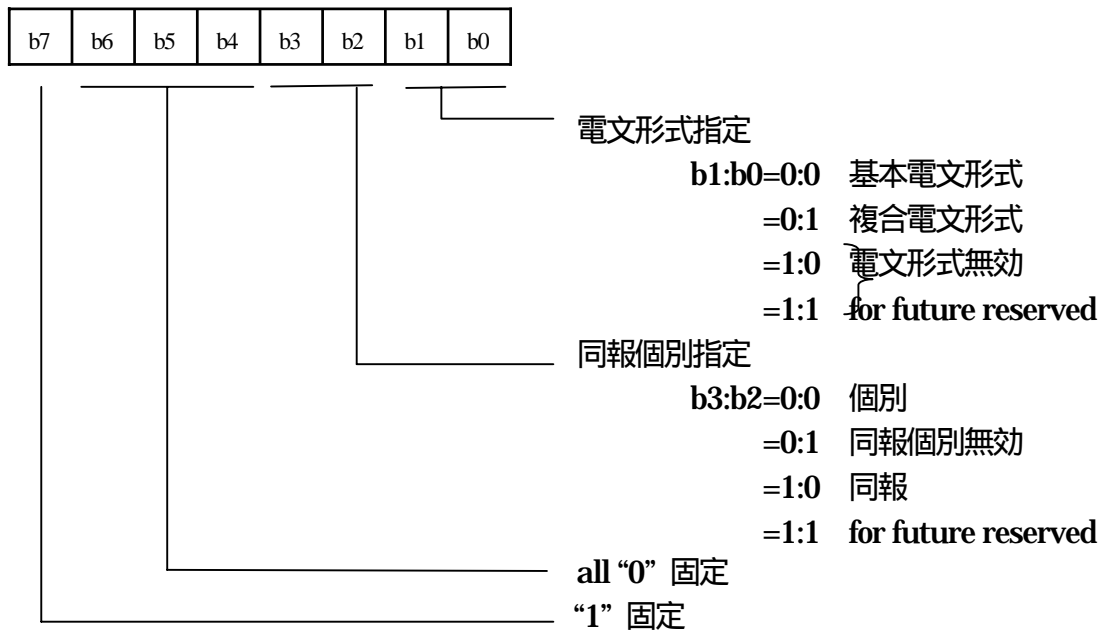 b7 b6 b5 b4 b3 b2 b1 b0
電文形式指定
b1:b0=0:0 基本電文形式
=0:1 複合電文形式
=1:0 電文形式無効
=1:1 for future reserved
同報個別指定
b3:b2=0:0 個別
=0:1 同報個別無効
=1:0 同報
=1:1 for future reserved
all “0” 固定
“1” 固定